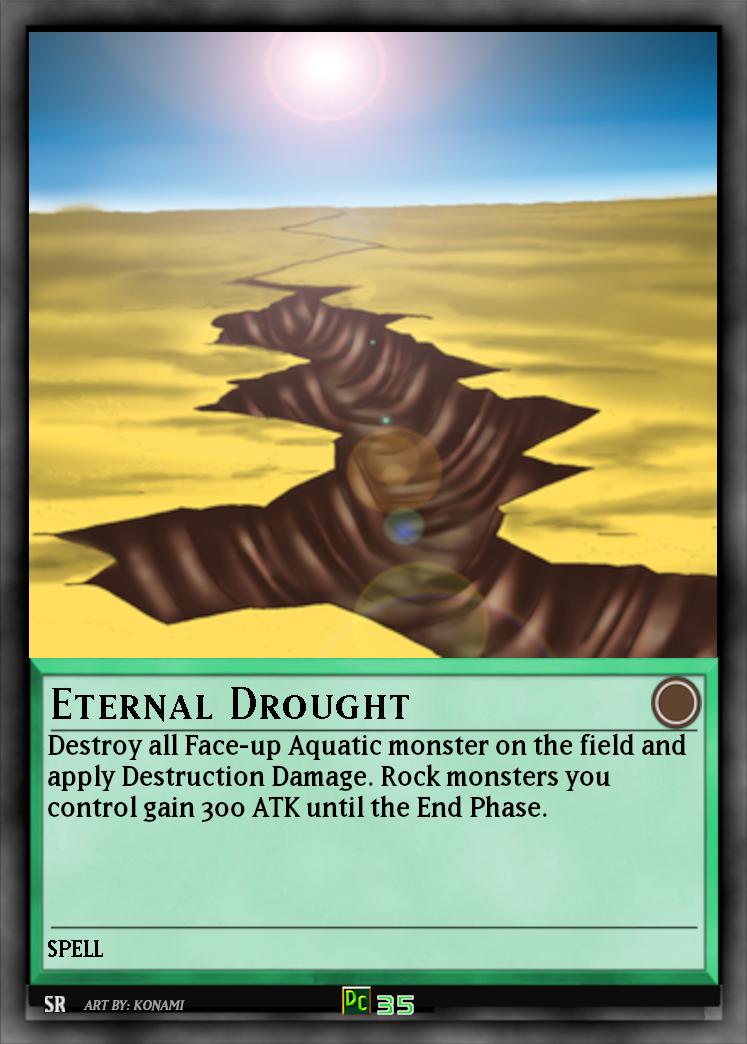 Eternal Drought
Destroy all Face-up Aquatic monster on the field and
apply Destruction Damage. Rock monsters you
control gain 300 ATK until the End Phase.
SPELL
SR ART BY: KONAMI PC 35